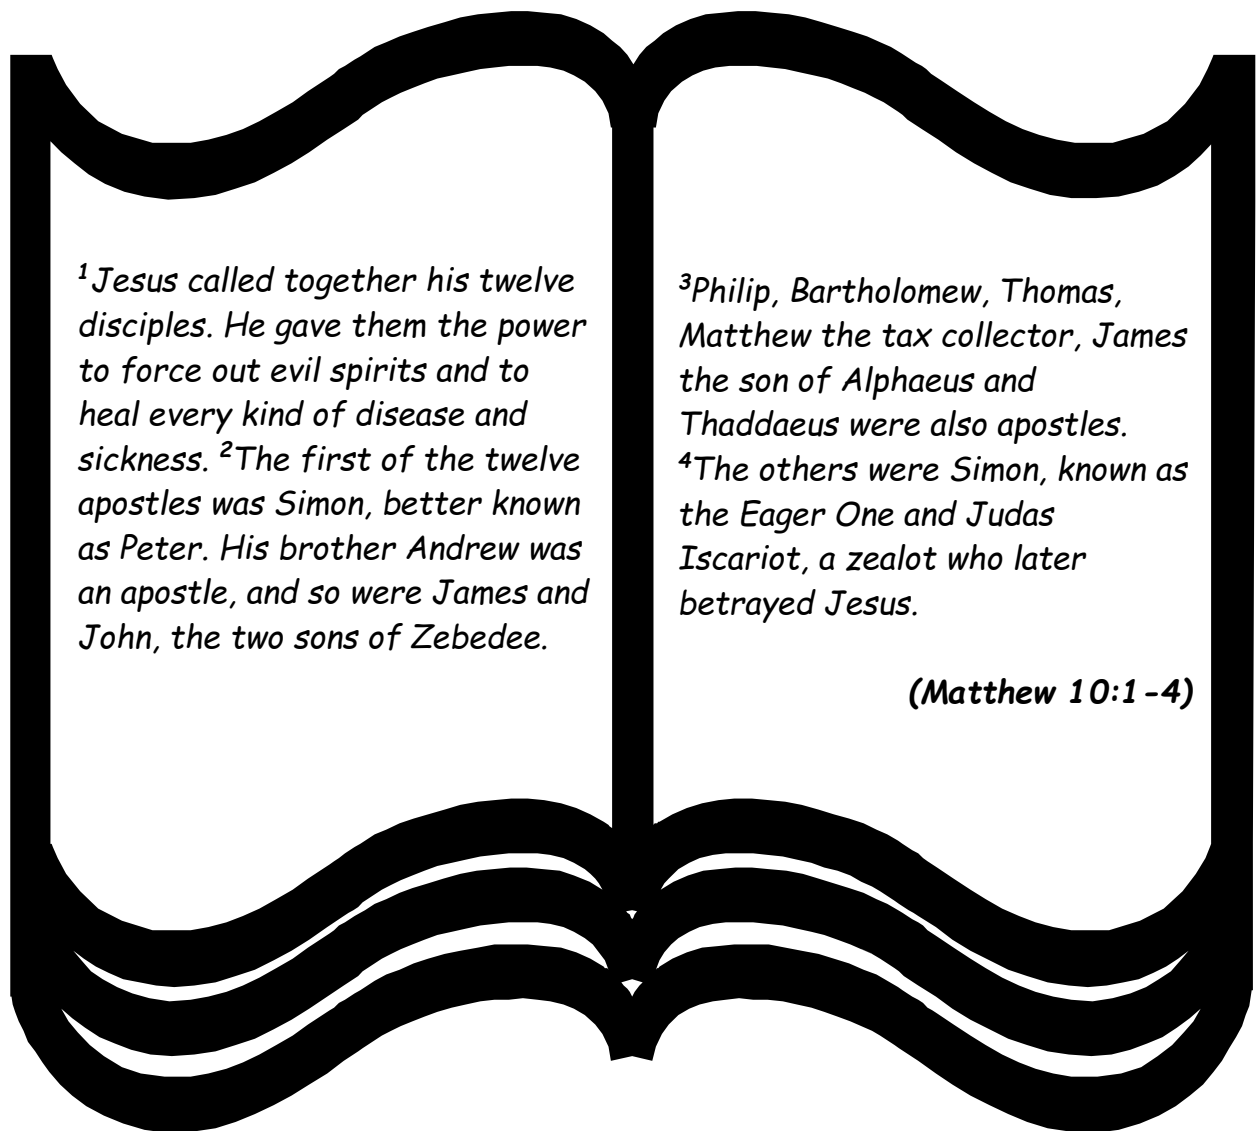 ¹Jesus called together his twelve
disciples. He gave them the power
to force out evil spirits and to
heal every kind of disease and
sickness. ²The first of the twelve
apostles was Simon, better known
as Peter. His brother Andrew was
an apostle, and so were James and
John, the two sons of Zebedee.
³Philip, Bartholomew, Thomas,
Matthew the tax collector, James
the son of Alphaeus and
Thaddaeus were also apostles.
⁴The others were Simon, known as
the Eager One and Judas
Iscariot, a zealot who later
betrayed Jesus.
(Matthew 10:1-4)